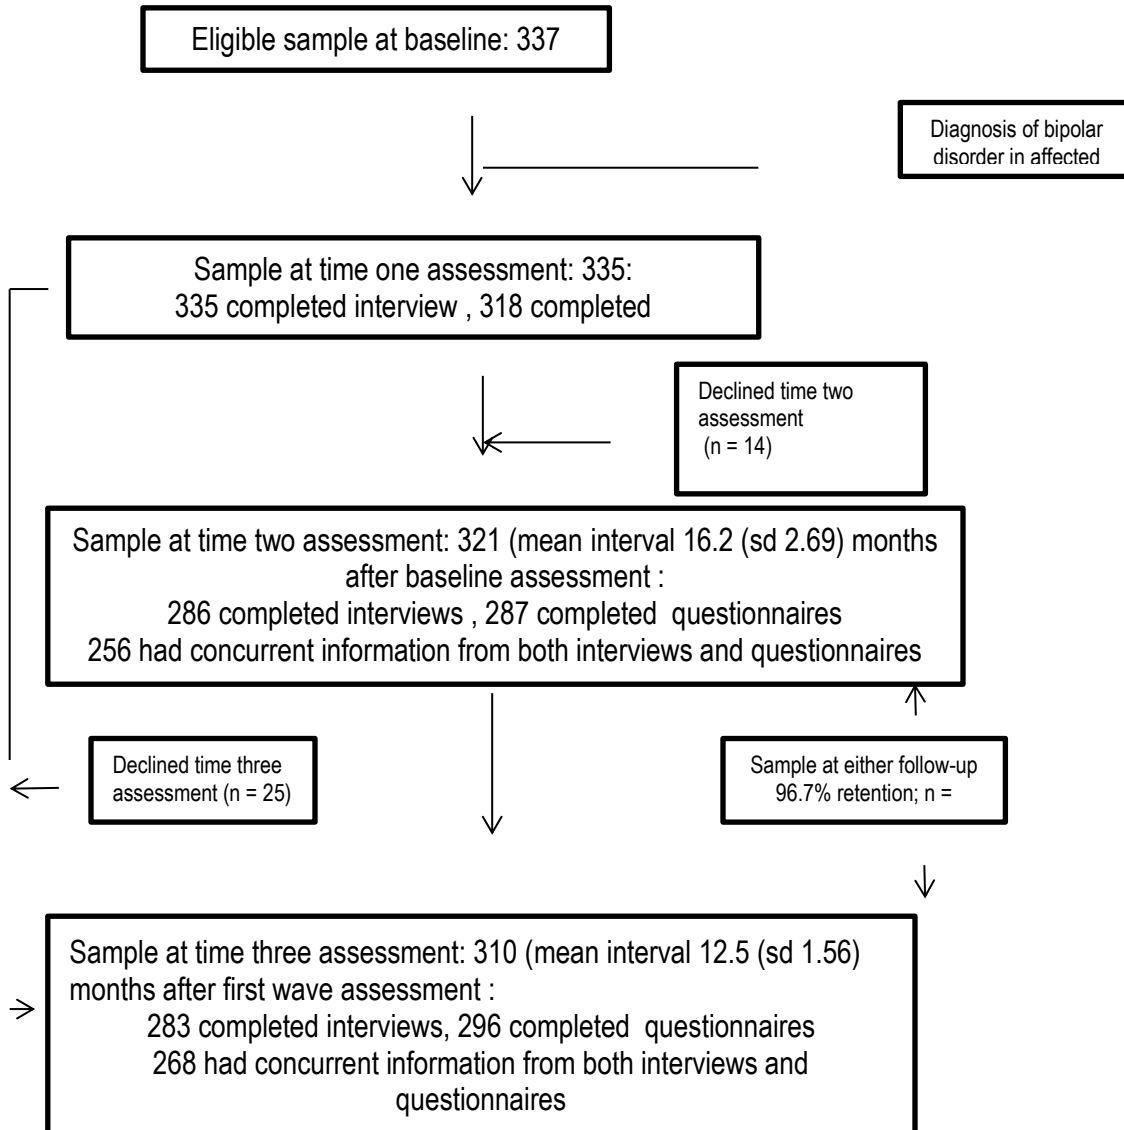 Eligible sample at baseline: 337
Diagnosis of bipolar
disorder in affected
Sample at time one assessment: 335:
335 completed interview , 318 completed
Declined time two
assessment
(n = 14)
Sample at time two assessment: 321 (mean interval 16.2 (sd 2.69) months
after baseline assessment :
286 completed interviews , 287 completed questionnaires
256 had concurrent information from both interviews and questionnaires
Declined time three
assessment (n = 25)
Sample at either follow-up
96.7% retention; n =
Sample at time three assessment: 310 (mean interval 12.5 (sd 1.56)
months after first wave assessment :
283 completed interviews, 296 completed questionnaires
268 had concurrent information from both interviews and
questionnaires